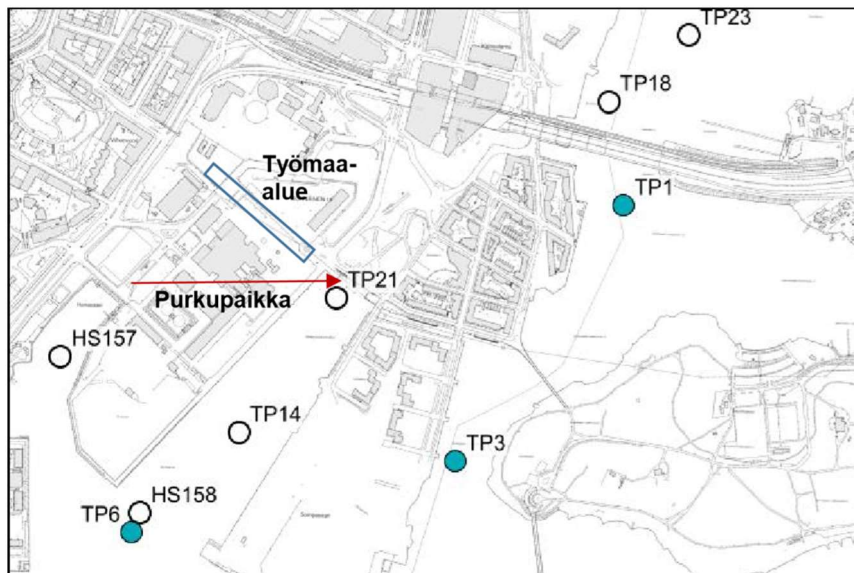 TP23
TP18
Työmaa-
alue
TP1
TP21
Purkupaikka
HS157
TP14
TP3
HS158
TP6